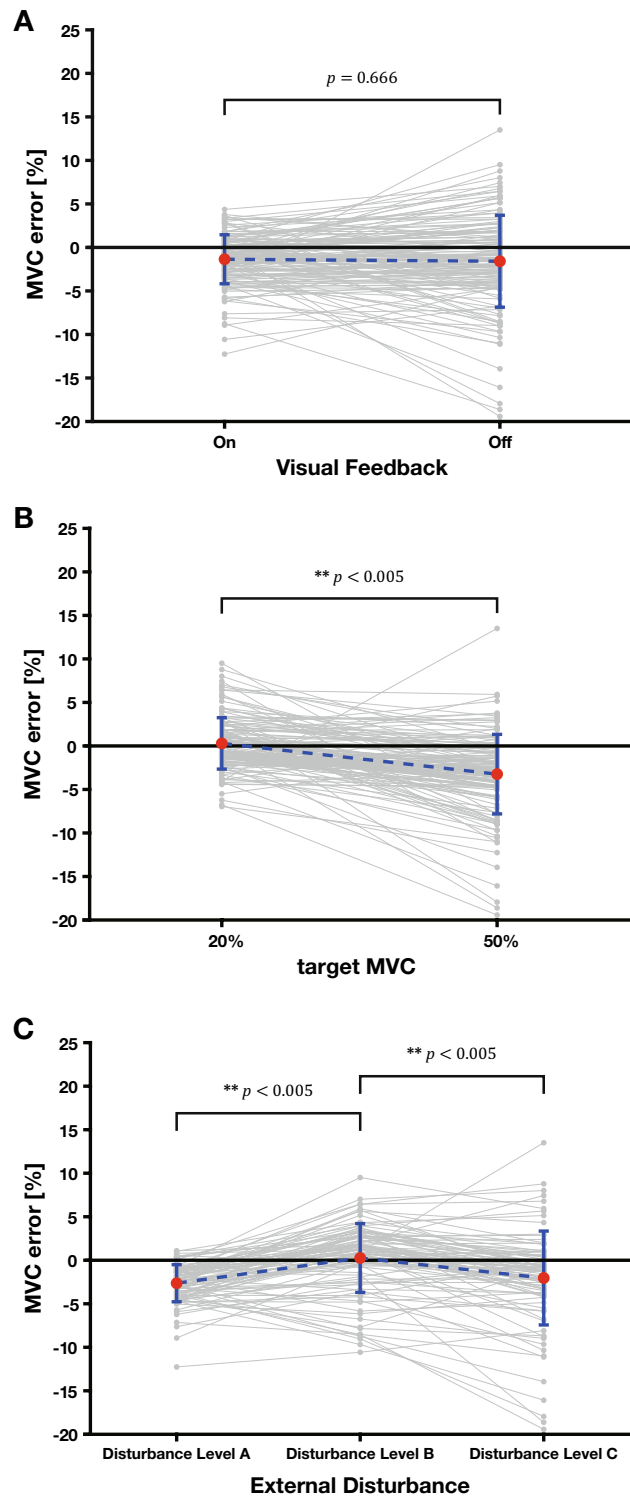 A
25
20
p = 0.666
15
10
5
0
-5
-10
-15
-20
MVC error [%]
On
Off
Visual Feedback
B
25
20
** p < 0.005
15
10
5
0
-5
-10
-15
-20
MVC error [%]
20%
50%
target MVC
C
25
** p < 0.005
20
** p < 0.005
15
10
5
0
-5
-10
-15
-20
MVC error [%]
Disturbance Level A
Disturbance Level B
Disturbance Level C
External Disturbance